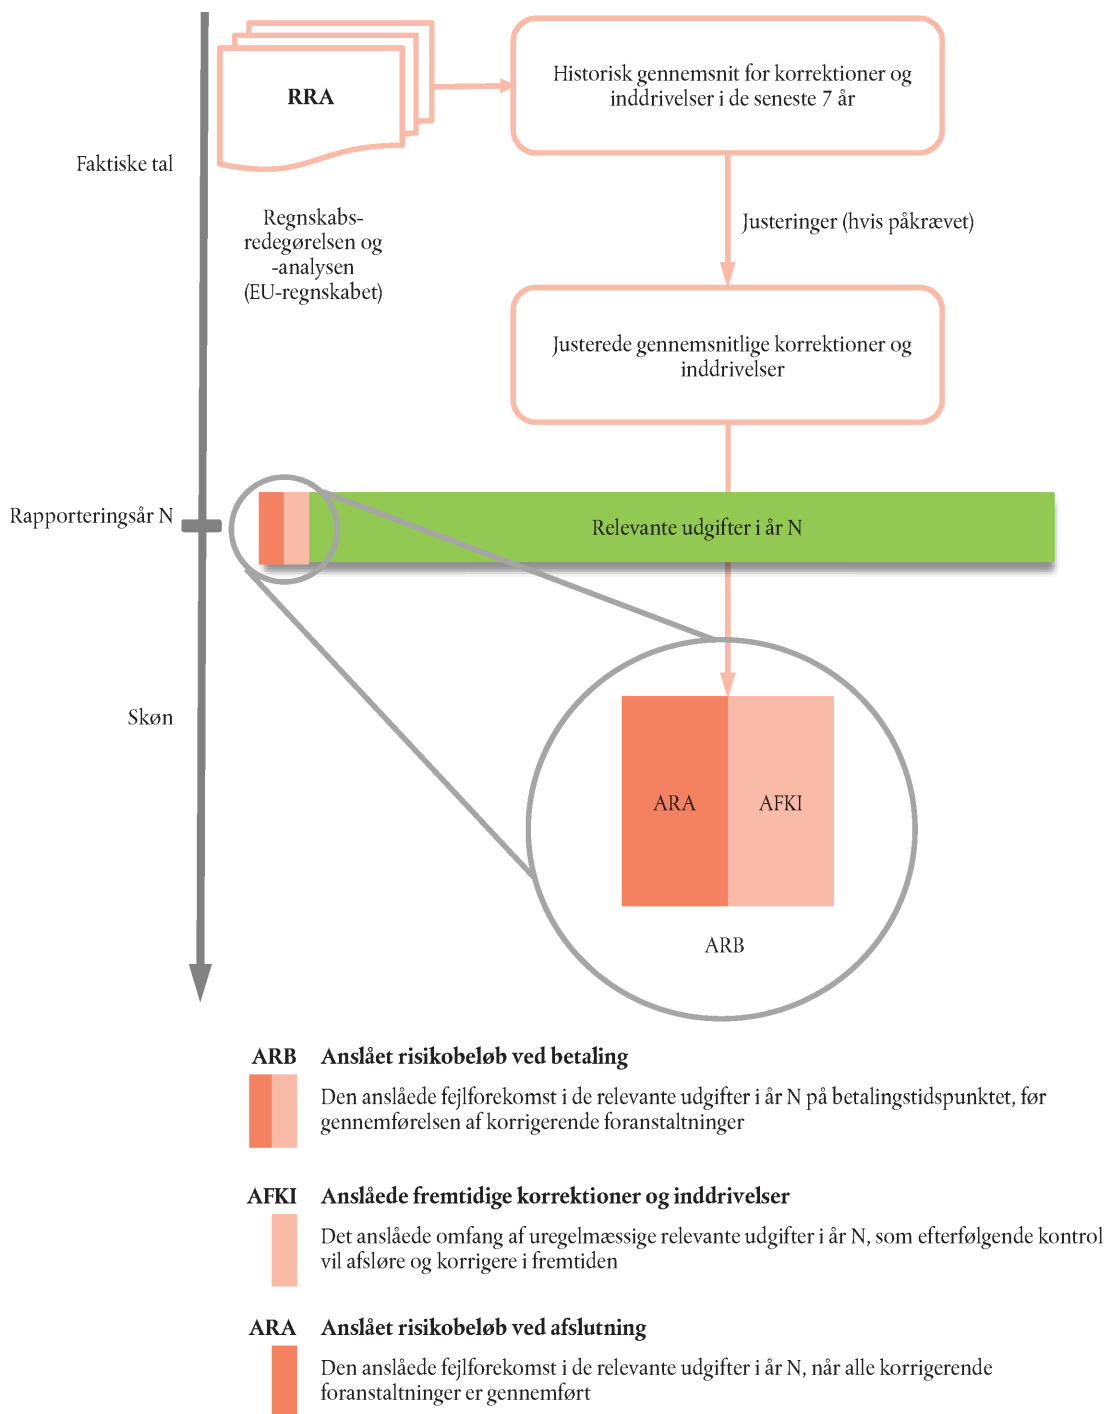 RRA
Historisk gennemsnit for korrektioner og
inddrivelser i de seneste 7 år
Faktiske tal
Regnskabs-
redegørelsen og
-analysen
(EU-regnskabet)
Justeringer (hvis påkrævet)
Justerede gennemsnitlige korrektioner og
inddrivelser
Rapporteringsår N
Relevante udgifter i år N
Skøn
ARA
AFKI
ARB
ARB Anslået risikobeløb ved betaling
Den anslåede fejlforekomst i de relevante udgifter i år N på betalingstidspunktet, før
gennemførelsen af korrigerende foranstaltninger
AFKI Anslåede fremtidige korrektioner og inddrivelser
Det anslåede omfang af uregelmæssige relevante udgifter i år N, som efterfølgende kontrol
vil afsløre og korrigere i fremtiden
ARA Anslået risikobeløb ved afslutning
Den anslåede fejlforekomst i de relevante udgifter i år N, når alle korrigerende
foranstaltninger er gennemført